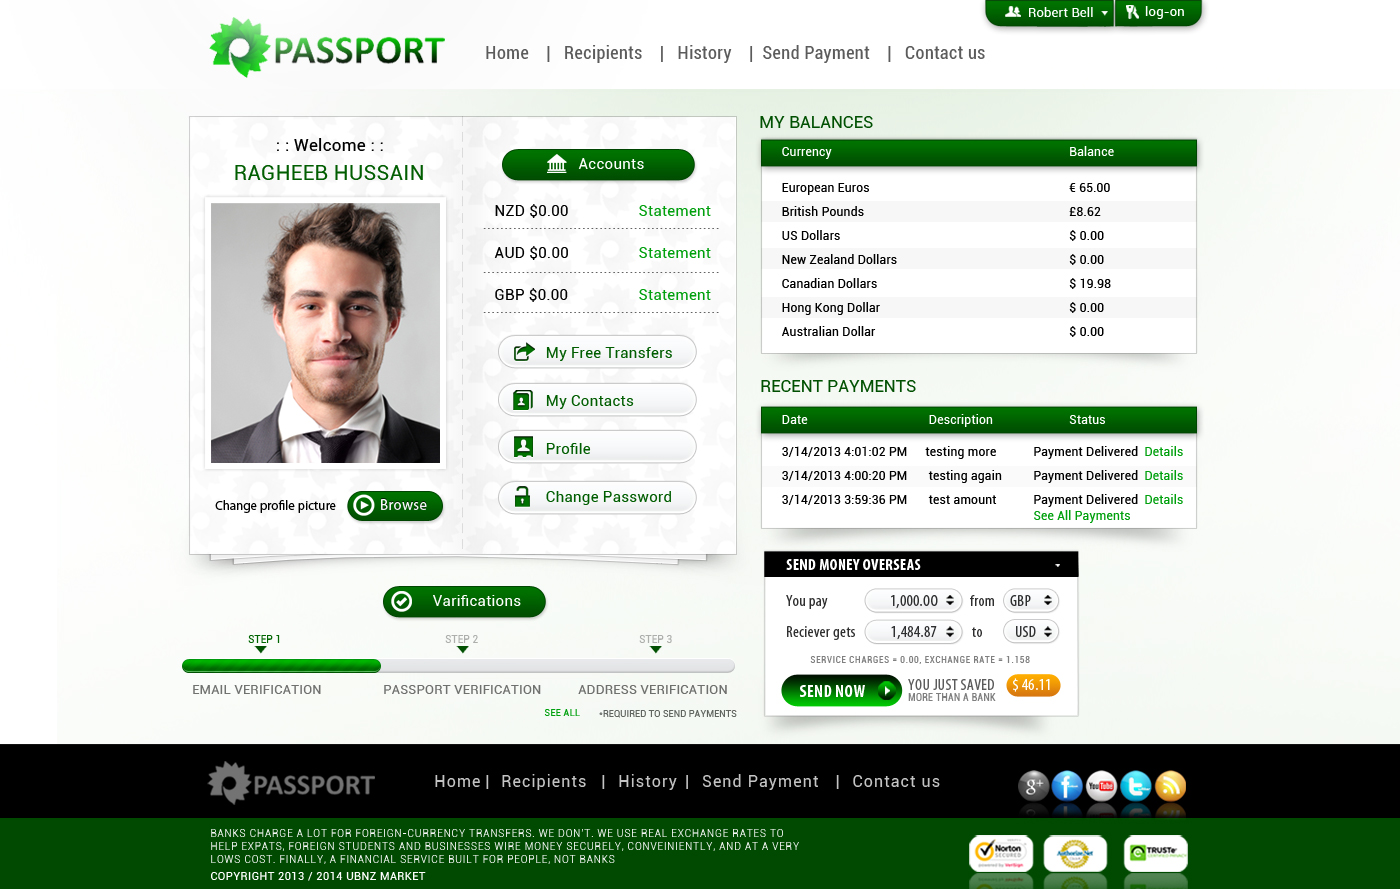 Robert Bell
log-on
PASSPORT
Home | Recipients | History | Send Payment | Contact us
: : Welcome : :
RAGHEEB HUSSAIN
Change profile picture
Browse
Accounts
NZD $0.00 Statement
AUD $0.00 Statement
GBP $0.00 Statement
My Free Transfers
My Contacts
Profile
Change Password
MY BALANCES
Currency Balance
European Euros € 65.00
British Pounds £8.62
US Dollars $ 0.00
New Zealand Dollars $ 0.00
Canadian Dollars $ 19.98
Hong Kong Dollar $ 0.00
Australian Dollar $ 0.00
RECENT PAYMENTS
Date Description Status
3/14/2013 4:01:02 PM testing more Payment Delivered Details
3/14/2013 4:00:20 PM testing again Payment Delivered Details
3/14/2013 3:59:36 PM test amount Payment Delivered Details
See All Payments
Varifications
STEP 1 STEP 2 STEP 3
EMAIL VERIFICATION PASSPORT VERIFICATION ADDRESS VERIFICATION
SEE ALL *REQUIRED TO SEND PAYMENTS
SEND MONEY OVERSEAS
You pay 1,000.00 from GBP
Reciever gets 1,484.87 to USD
SERVICE CHARGES = 0.00, EXCHANGE RATE = 1.158
SEND NOW
YOU JUST SAVED
MORE THAN A BANK
$ 46.11
PASSPORT
Home | Recipients | History | Send Payment | Contact us
g+
f
You Tube
t
BANKS CHARGE A LOT FOR FOREIGN-CURRENCY TRANSFERS. WE DON'T. WE USE REAL EXCHANGE RATES TO
HELP EXPATS, FOREIGN STUDENTS AND BUSINESSES WIRE MONEY SECURELY, CONVEINIENTLY, AND AT A VERY
LOWS COST. FINALLY, A FINANCIAL SERVICE BUILT FOR PEOPLE, NOT BANKS
COPYRIGHT 2013 / 2014 UBNZ MARKET
Norton
SECURED
powered by VeriSign
Authorize.Net
TRUSTe
CERTIFIED PRIVACY